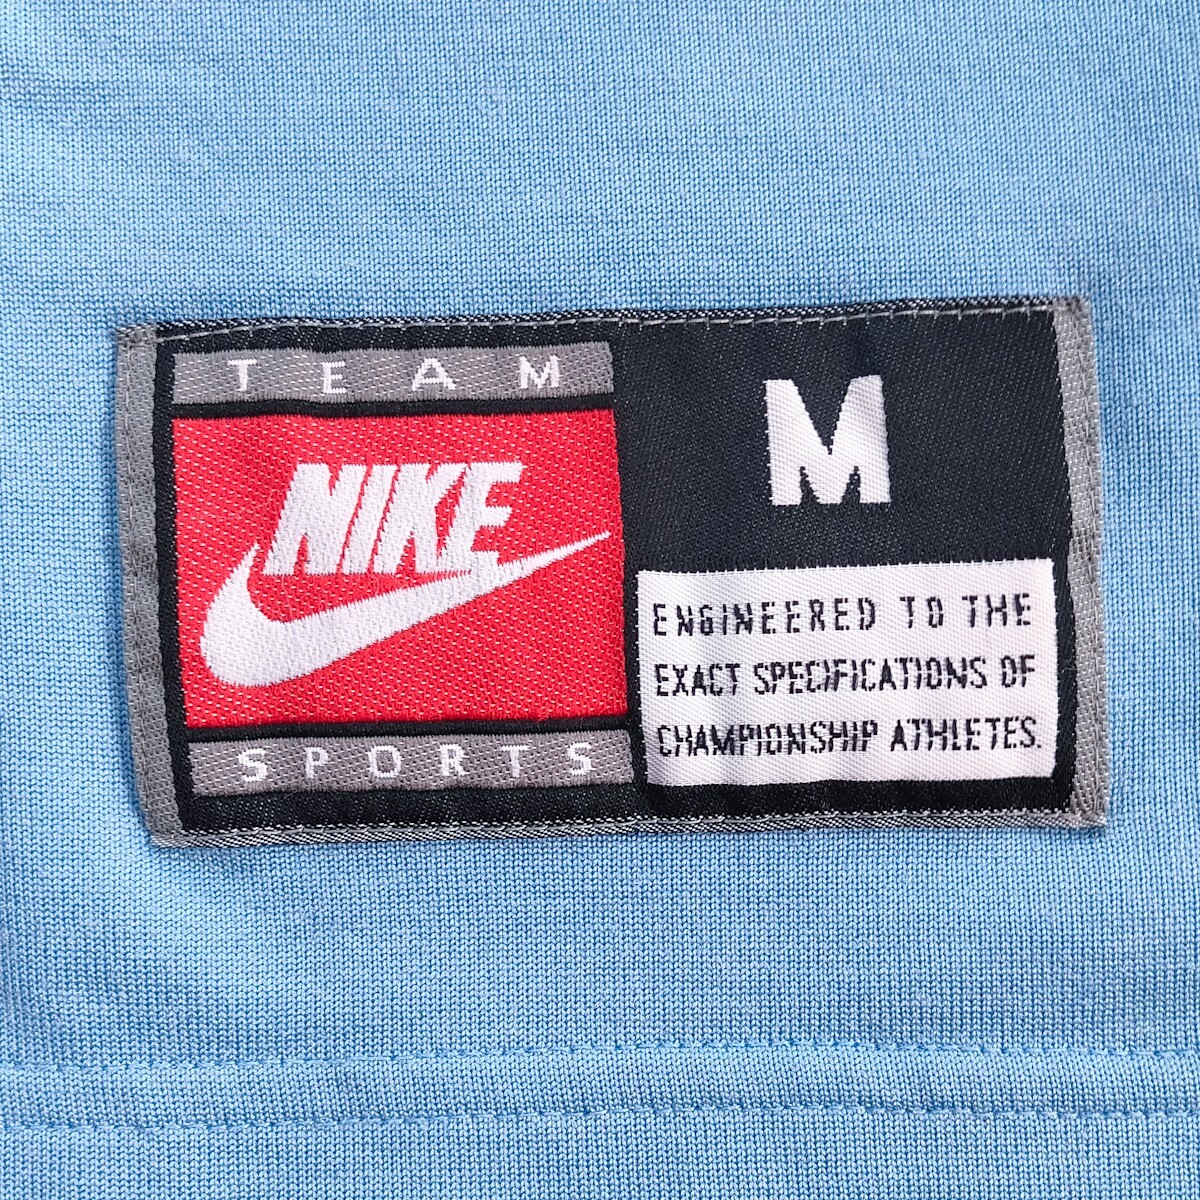 TEAM
NIKE
SPORTS
M
ENGINEERED TO THE
EXACT SPECIFICATIONS OF
CHAMPIONSHIP ATHLETES.